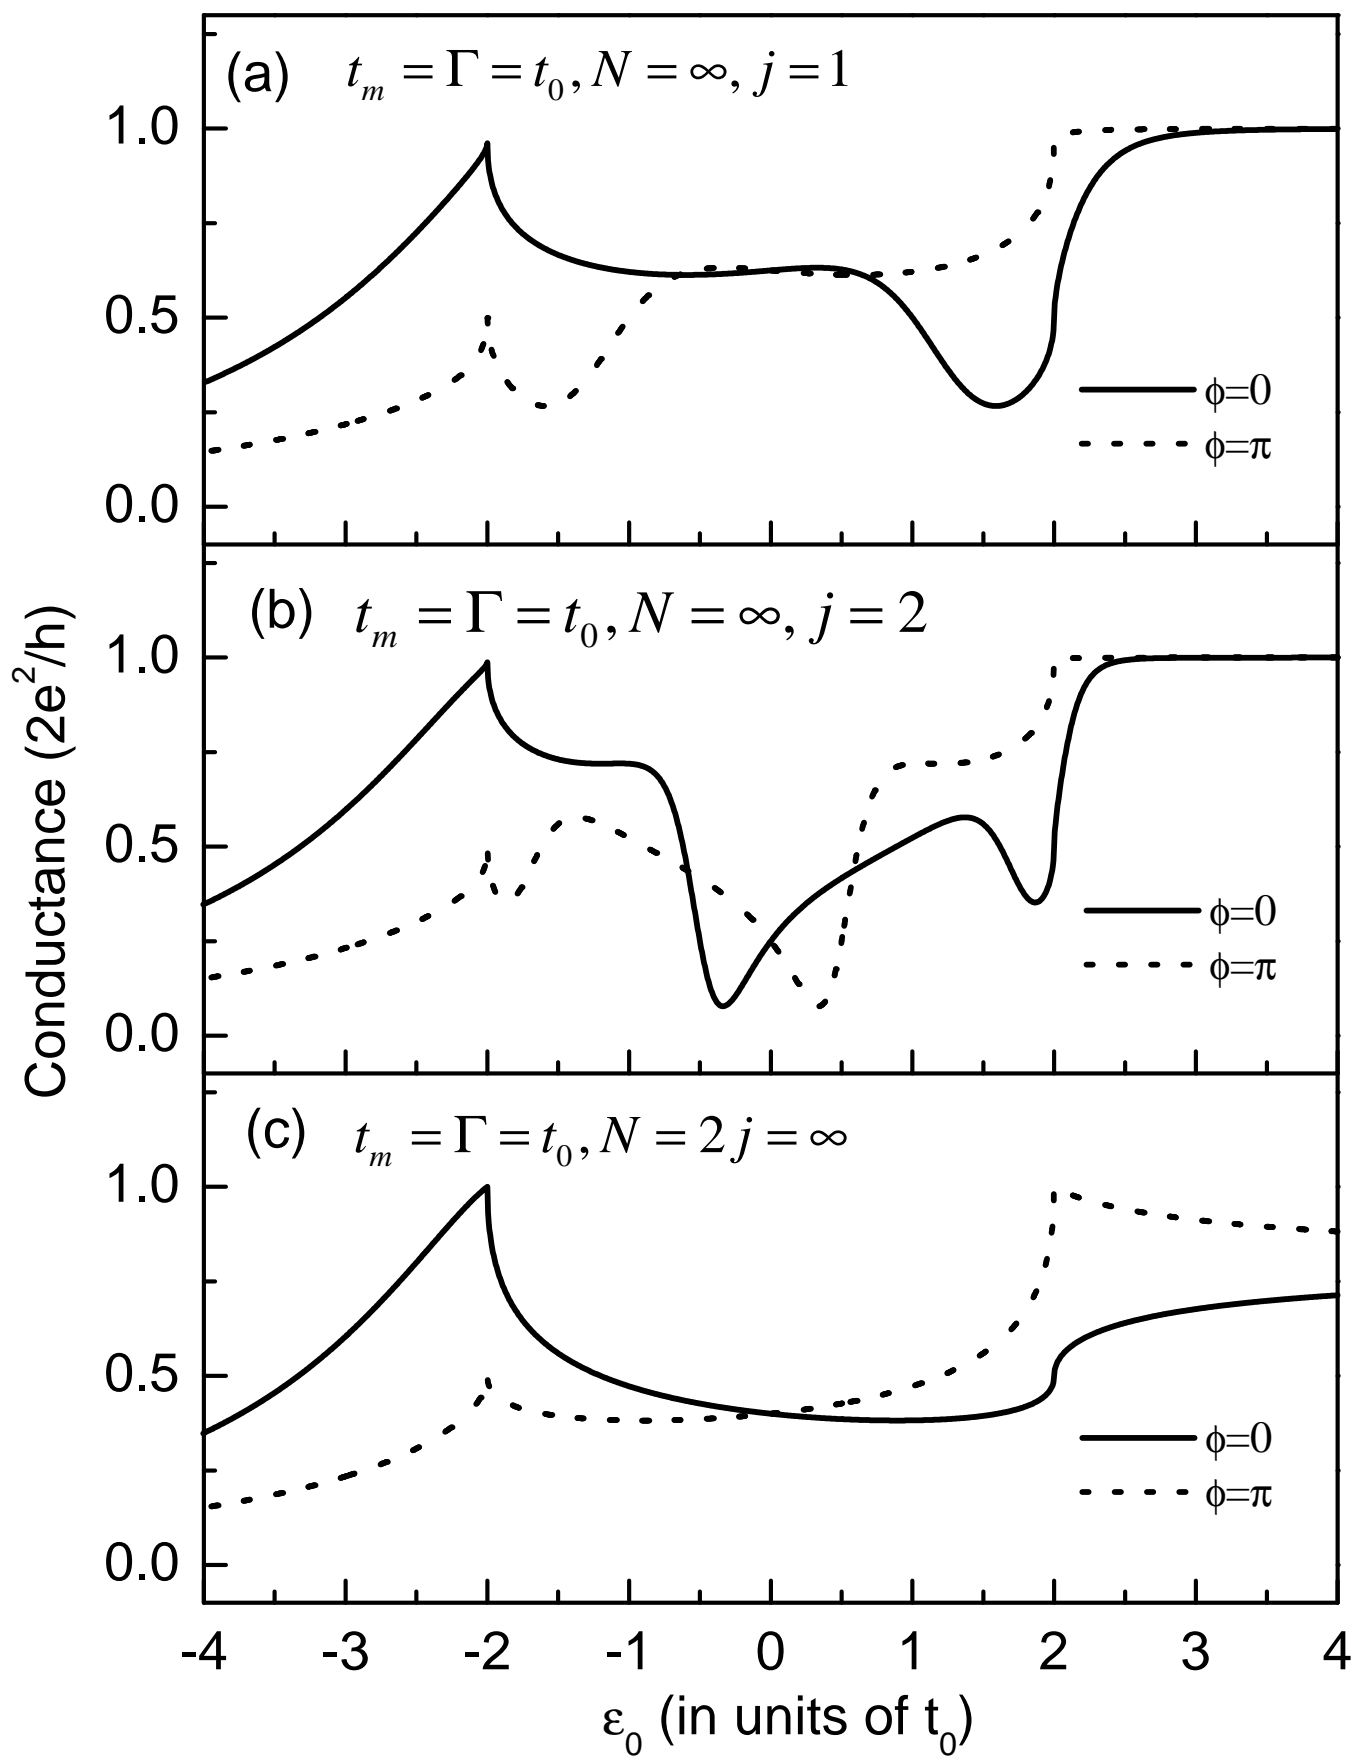 (a) t_m = Γ = t_0, N = ∞, j = 1
1.0
0.5
0.0
ϕ=0
ϕ=π
(b) t_m = Γ = t_0, N = ∞, j = 2
1.0
0.5
0.0
ϕ=0
ϕ=π
Conductance (2e²/h)
(c) t_m = Γ = t_0, N = 2j = ∞
1.0
0.5
0.0
ϕ=0
ϕ=π
-4 -3 -2 -1 0 1 2 3 4
ε_0 (in units of t_0)